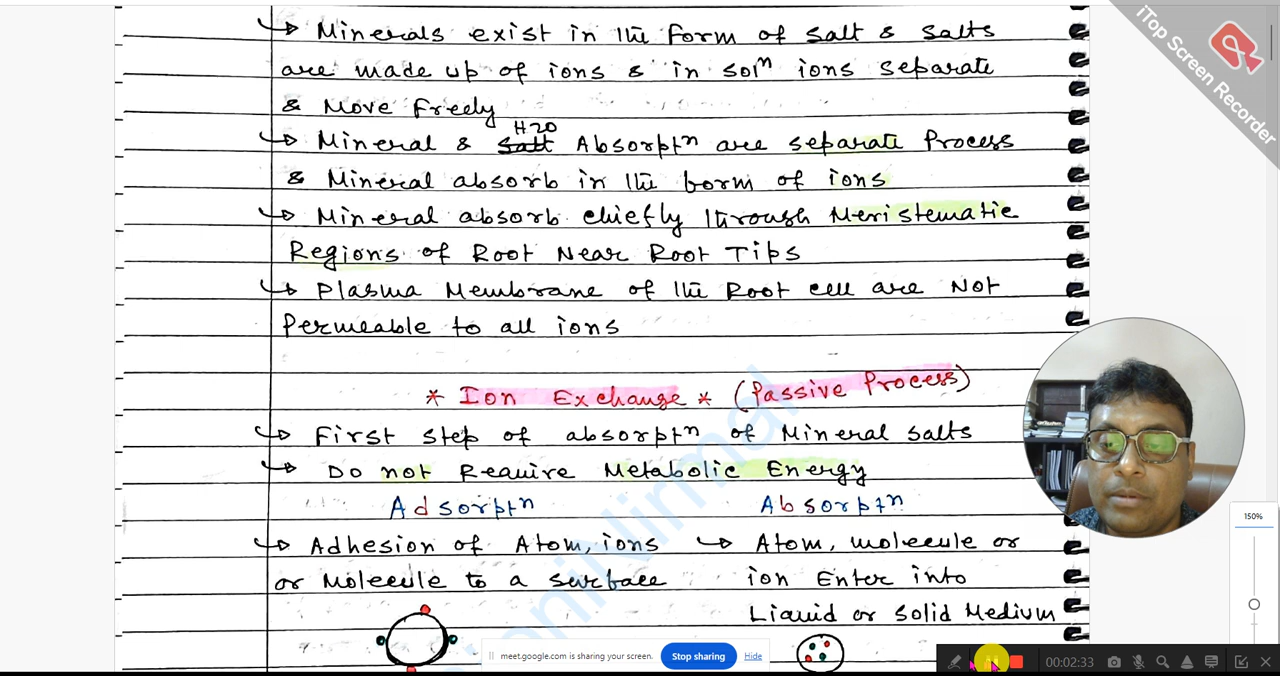 ↳ Minerals exist in the form of salt & salts
are made up of ions & in solⁿ ions separate
& Move Freely
H2O
↳ Mineral & Salt Absorptⁿ are separate Process
& Mineral absorb in the form of ions
↳ Mineral absorb chiefly through Meristematic
Regions of Root Near Root Tips
↳ Plasma Membrane of the Root cell are Not
Permeable to all ions
* Ion Exchange * (Passive Process)
↳ First step of absorptⁿ of Mineral salts
↳ Do not Require Metabolic Energy
Adsorptⁿ Absorptⁿ
↳ Adhesion of Atom, ions ↳ Atom, molecule or
or Molecule to a surface ion Enter into
Liquid or solid Medium
iTop Screen Recorder
150%
meet.google.com is sharing your screen. Stop sharing Hide
00:02:33